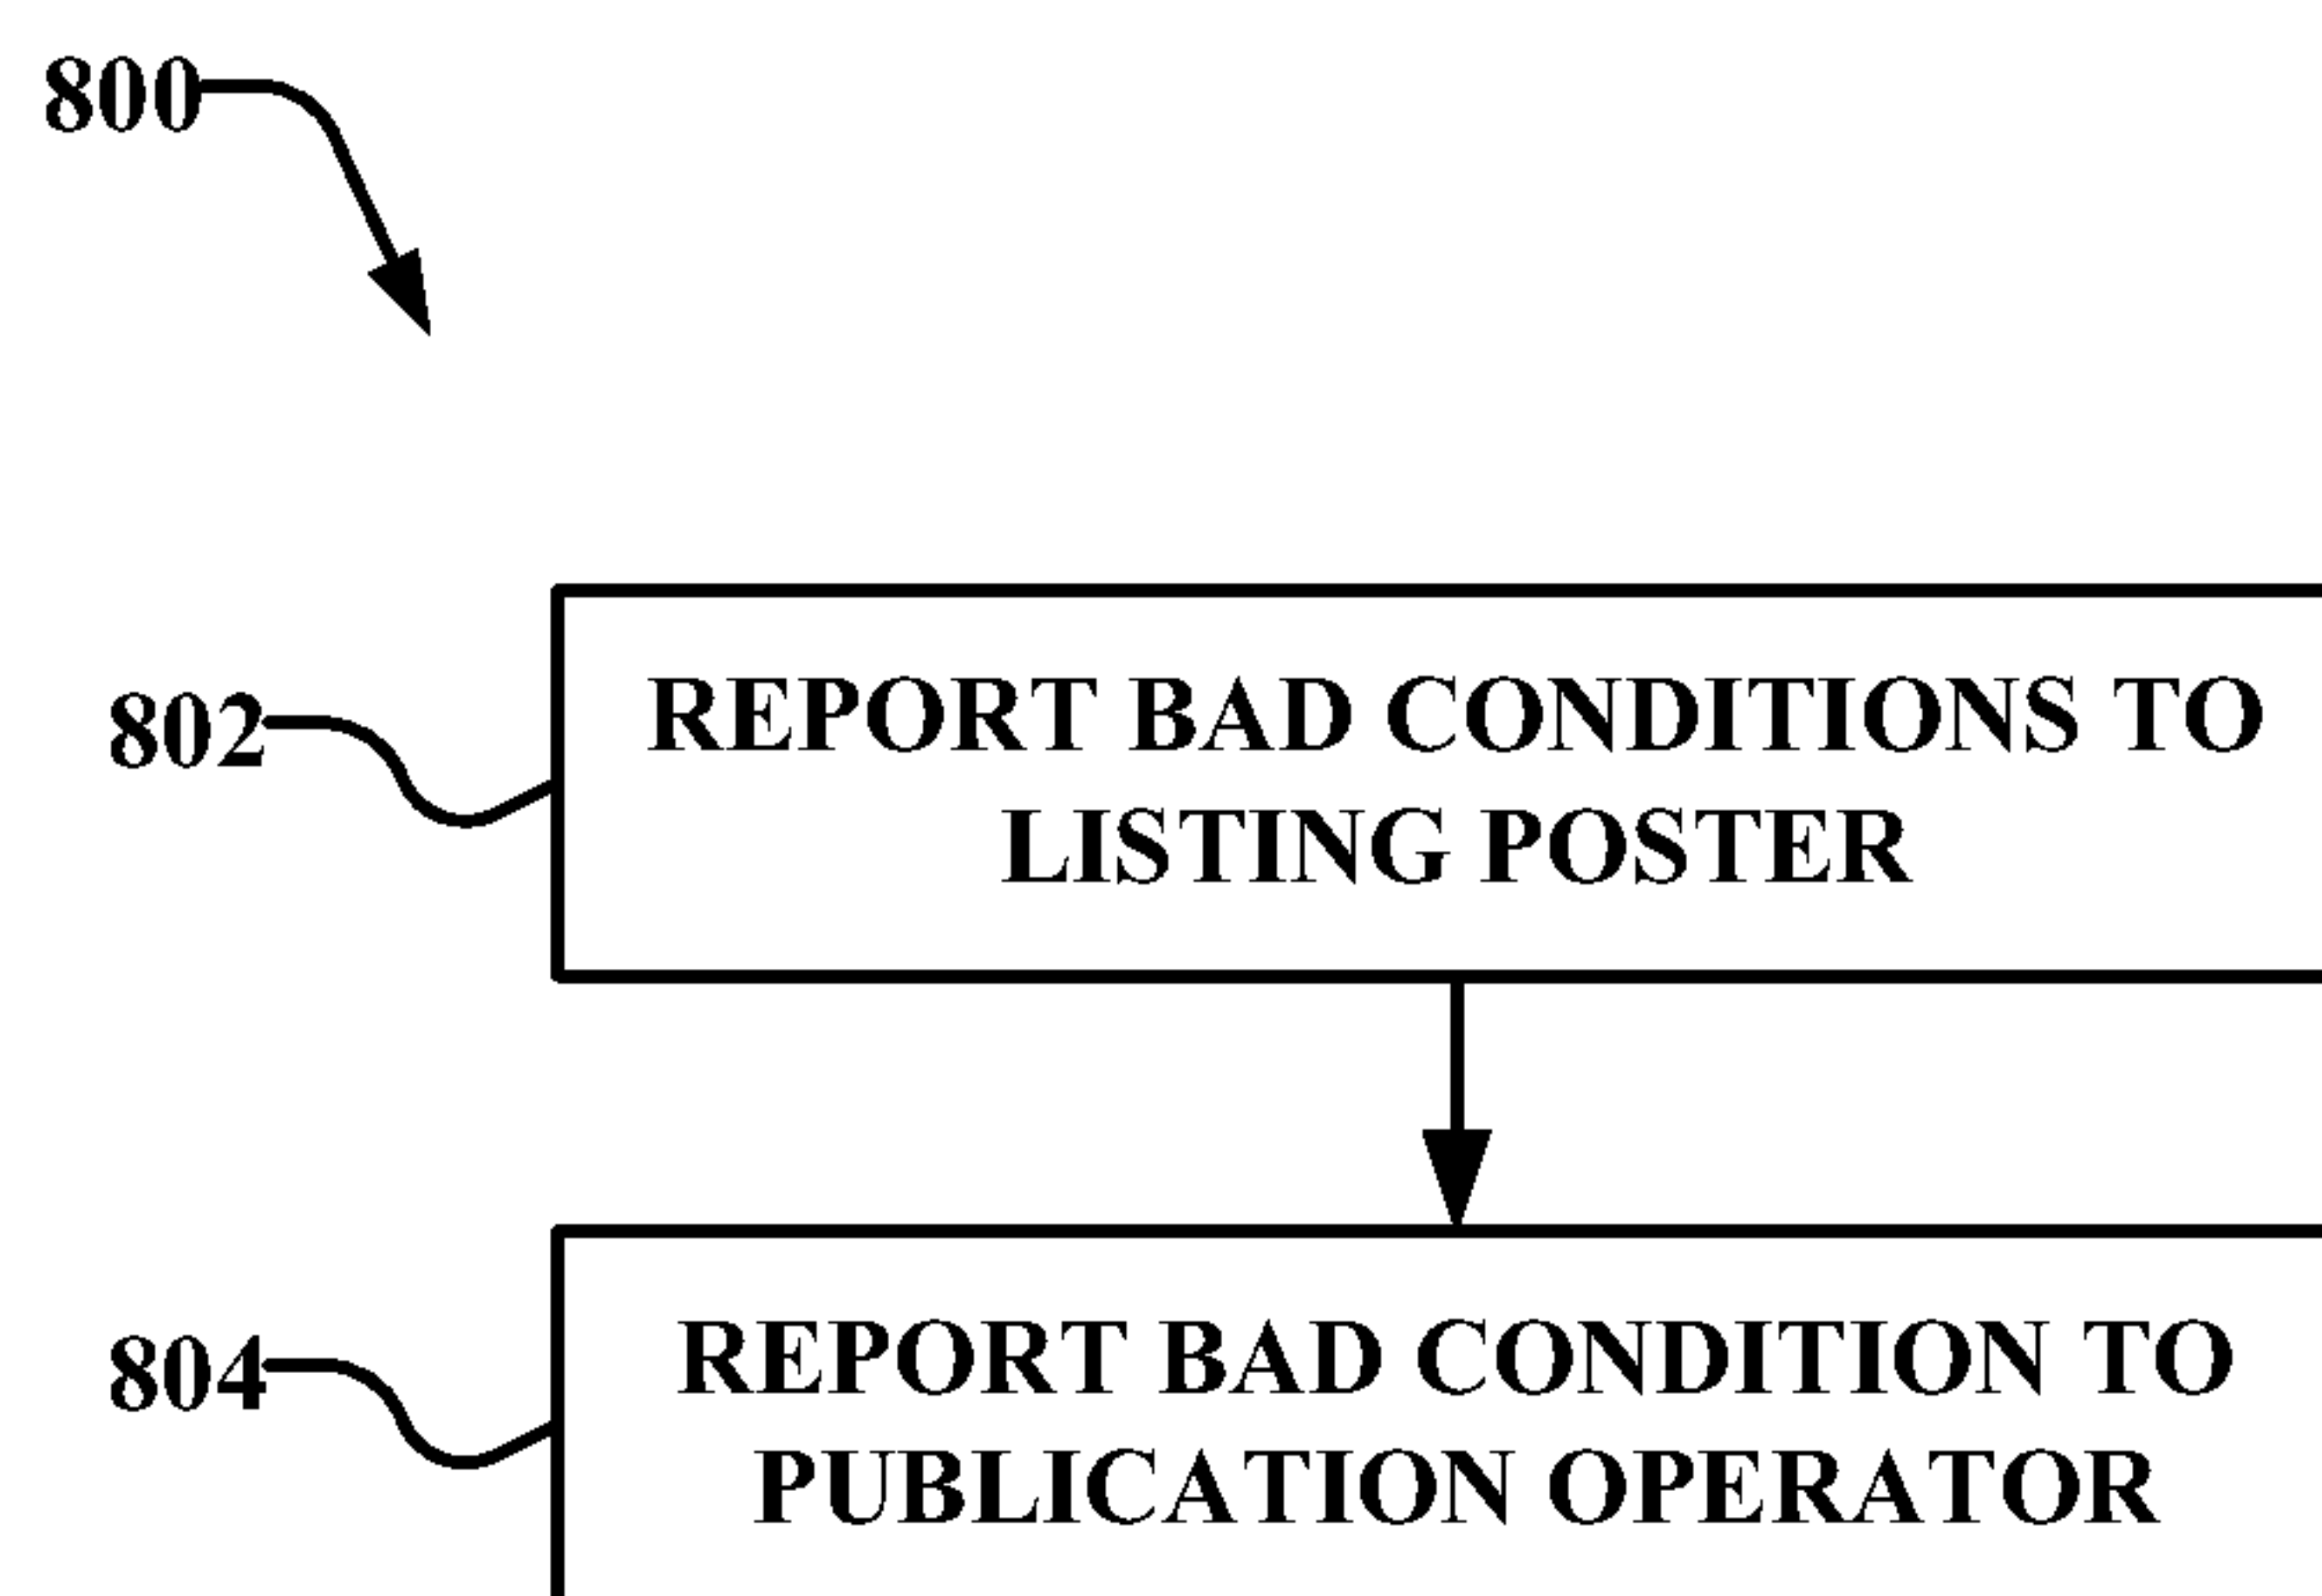 800
802
REPORT BAD CONDITIONS TO
LISTING POSTER
804
REPORT BAD CONDITION TO
PUBLICATION OPERATOR